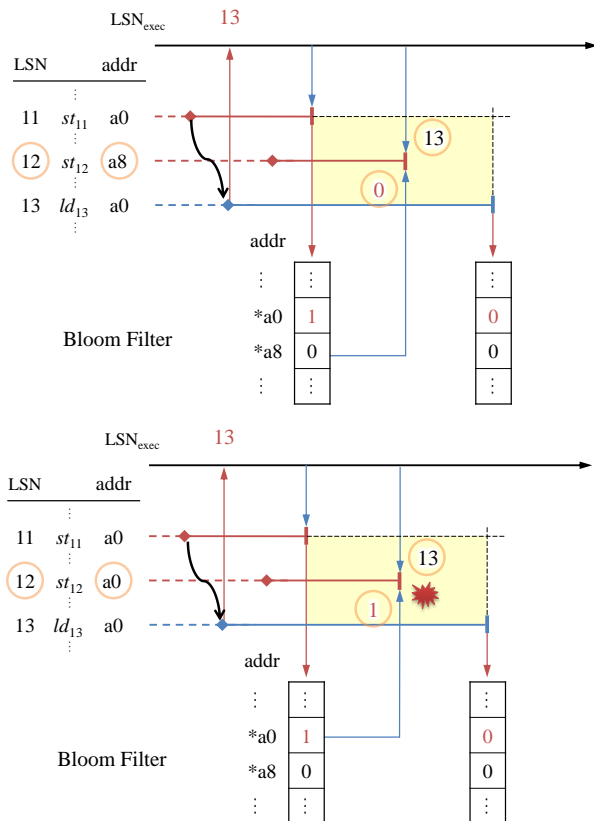 LSNexec 13
LSN addr
⋮
11 st11 a0
⋮
13
12 st12 a8
⋮
0
13 ld13 a0
⋮
addr
⋮ ⋮ ⋮
*a0 1 0
Bloom Filter *a8 0 0
⋮ ⋮ ⋮
LSNexec 13
LSN addr
⋮
11 st11 a0
⋮
13
12 st12 a0
⋮
1
13 ld13 a0
⋮
addr
⋮ ⋮ ⋮
*a0 1 0
Bloom Filter *a8 0 0
⋮ ⋮ ⋮